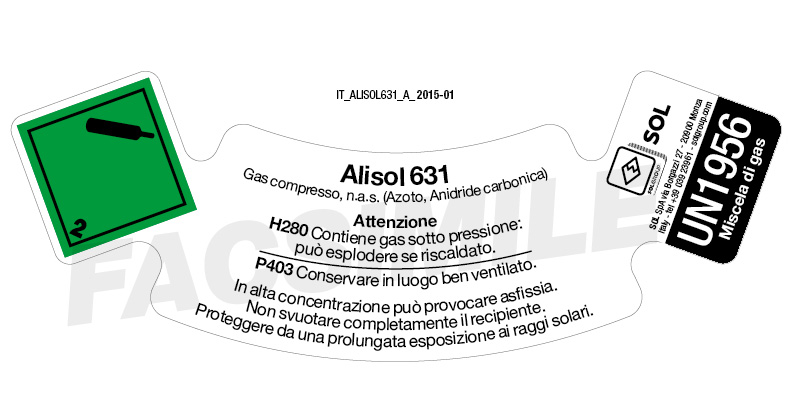 IT_ALISOL631_A_ 2015-01
2
Alisol 631
Gas compresso, n.a.s. (Azoto, Anidride carbonica)
Attenzione
H280 Contiene gas sotto pressione:
può esplodere se riscaldato.
P403 Conservare in luogo ben ventilato.
In alta concentrazione può provocare asfissia.
Non svuotare completamente il recipiente.
Proteggere da una prolungata esposizione ai raggi solari.
SOL
SOL SpA via Borgazzi 27 - 20900 Monza
Italy - tel +39 039 23961 - solgroup.com
UN1956
Miscela di gas
FACSIMILE